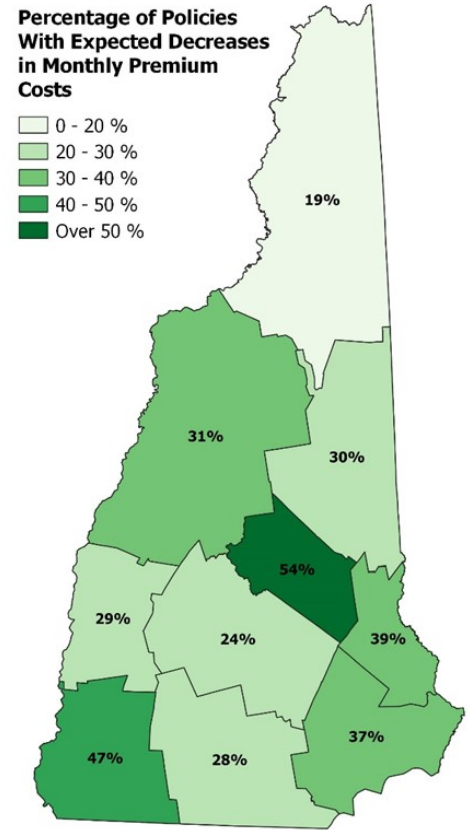 Percentage of Policies
With Expected Decreases
in Monthly Premium
Costs
0 - 20 %
20 - 30 %
30 - 40 %
40 - 50 %
Over 50 %
19%
31%
30%
54%
29%
24%
39%
37%
47%
28%